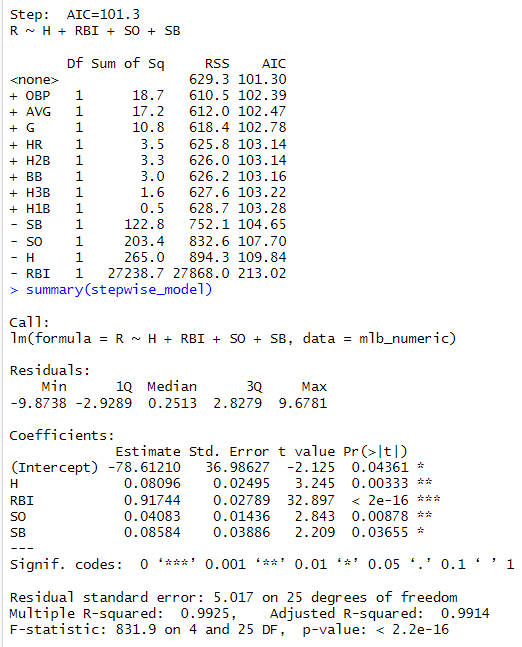 Step:  AIC=101.3
R ~ H + RBI + SO + SB

       Df Sum of Sq     RSS    AIC
<none>                629.3 101.30
+ OBP   1      18.7   610.5 102.39
+ AVG   1      17.2   612.0 102.47
+ G     1      10.8   618.4 102.78
+ HR    1       3.5   625.8 103.14
+ H2B   1       3.3   626.0 103.14
+ BB    1       3.0   626.2 103.16
+ H3B   1       1.6   627.6 103.22
+ H1B   1       0.5   628.7 103.28
- SB    1     122.8   752.1 104.65
- SO    1     203.4   832.6 107.70
- H     1     265.0   894.3 109.84
- RBI   1   27238.7 27868.0 213.02
> summary(stepwise_model)

Call:
lm(formula = R ~ H + RBI + SO + SB, data = mlb_numeric)

Residuals:
    Min      1Q  Median      3Q     Max
-9.8738 -2.9289  0.2513  2.8279  9.6781

Coefficients:
             Estimate Std. Error t value Pr(>|t|)
(Intercept) -78.61210   36.98627  -2.125  0.04361 *
H             0.08096    0.02495   3.245  0.00333 **
RBI           0.91744    0.02789  32.897  < 2e-16 ***
SO            0.04083    0.01436   2.843  0.00878 **
SB            0.08584    0.03886   2.209  0.03655 *
---
Signif. codes:  0 ‘***’ 0.001 ‘**’ 0.01 ‘*’ 0.05 ‘.’ 0.1 ‘ ’ 1

Residual standard error: 5.017 on 25 degrees of freedom
Multiple R-squared:  0.9925,    Adjusted R-squared:  0.9914
F-statistic: 831.9 on 4 and 25 DF,  p-value: < 2.2e-16